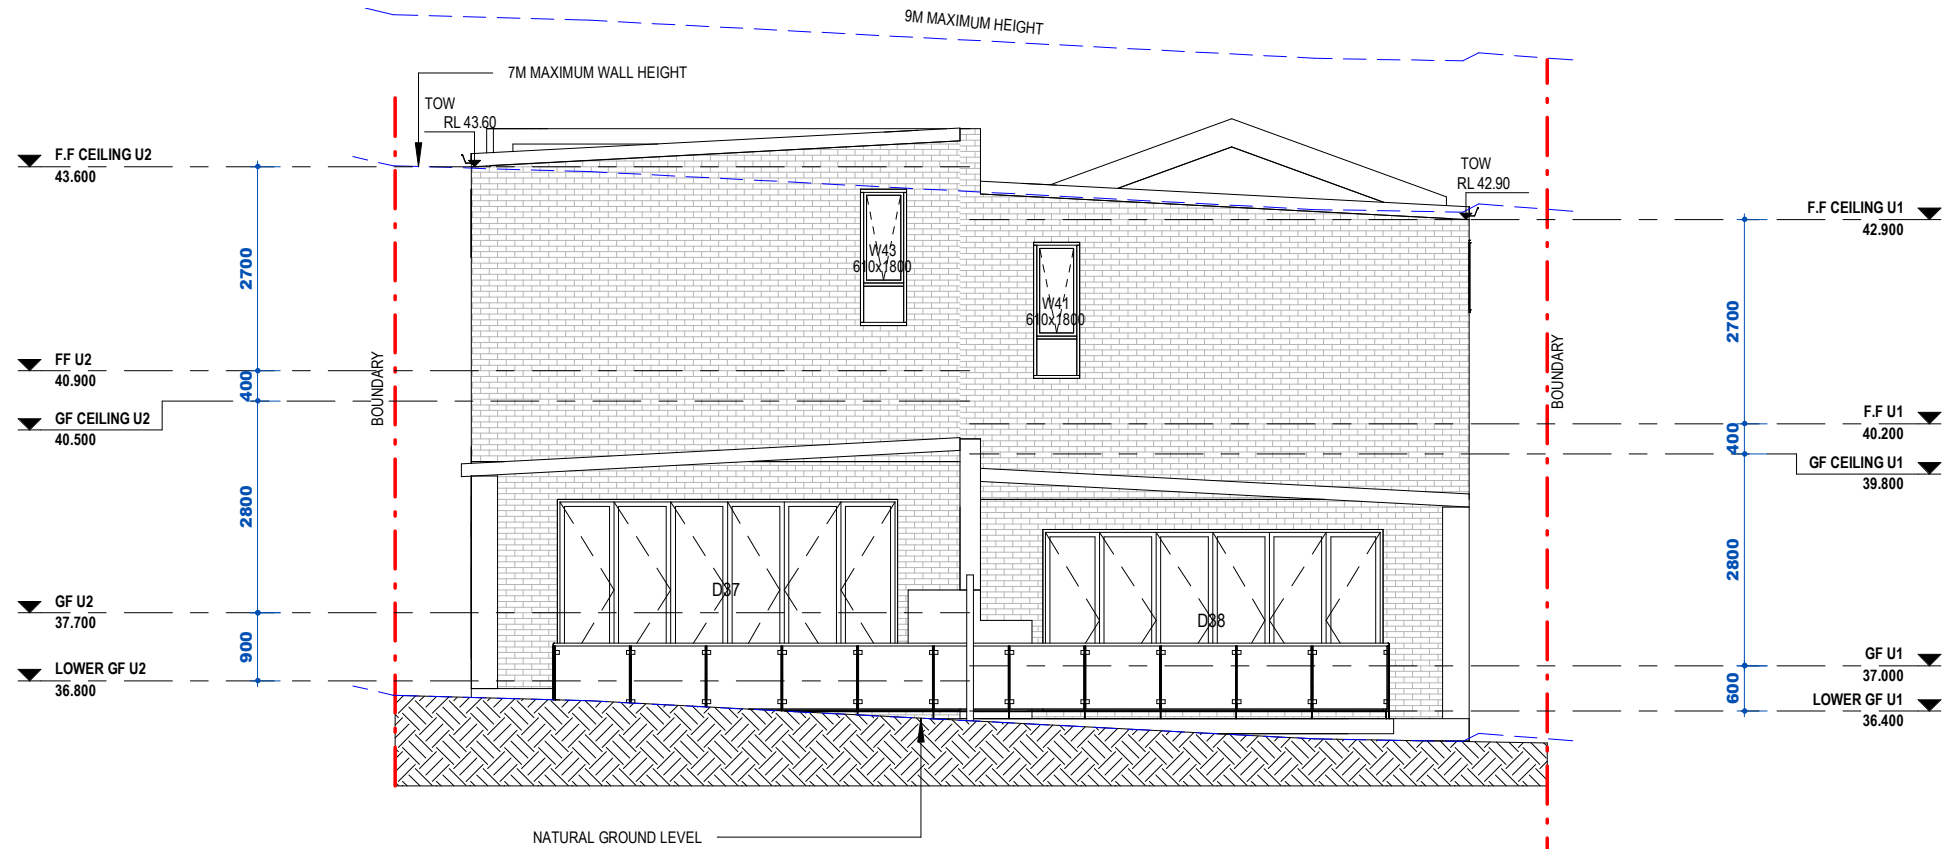 9M MAXIMUM HEIGHT
7M MAXIMUM WALL HEIGHT
TOW
RL 43.60
TOW
RL 42.90
F.F CEILING U2
43.600
F.F CEILING U1
42.900
2700
W43
610x1800
W41
610x1800
2700
BOUNDARY
BOUNDARY
FF U2
40.900
400
GF CEILING U2
40.500
F.F U1
40.200
400
GF CEILING U1
39.800
2800
2800
D37
D38
GF U2
37.700
900
LOWER GF U2
36.800
GF U1
37.000
600
LOWER GF U1
36.400
NATURAL GROUND LEVEL